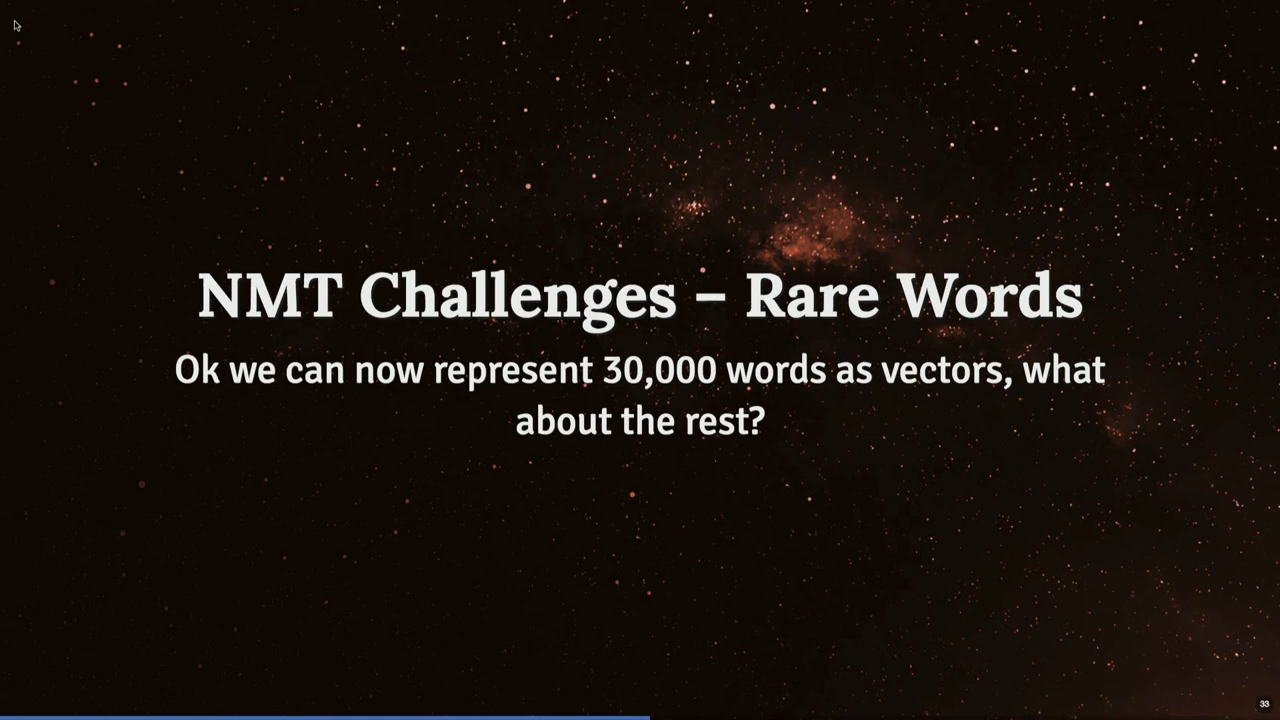 NMT Challenges – Rare Words
Ok we can now represent 30,000 words as vectors, what
about the rest?
33